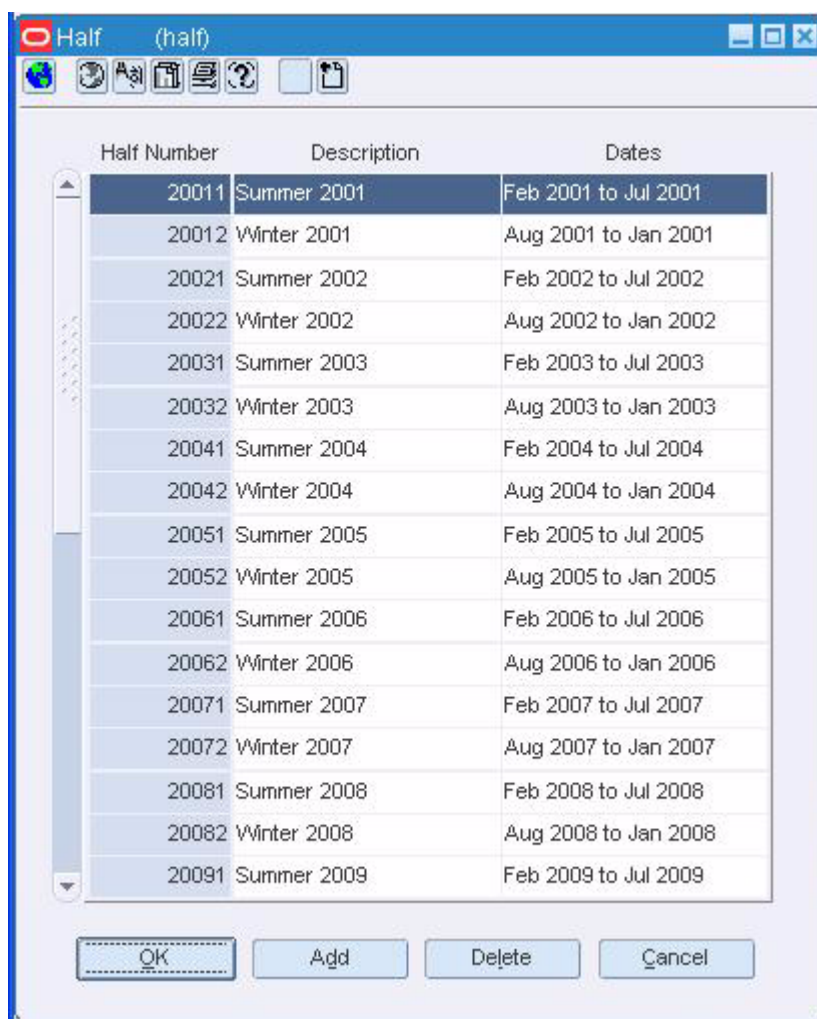 Half (half)
Half Number Description Dates
20011 Summer 2001 Feb 2001 to Jul 2001
20012 Winter 2001 Aug 2001 to Jan 2001
20021 Summer 2002 Feb 2002 to Jul 2002
20022 Winter 2002 Aug 2002 to Jan 2002
20031 Summer 2003 Feb 2003 to Jul 2003
20032 Winter 2003 Aug 2003 to Jan 2003
20041 Summer 2004 Feb 2004 to Jul 2004
20042 Winter 2004 Aug 2004 to Jan 2004
20051 Summer 2005 Feb 2005 to Jul 2005
20052 Winter 2005 Aug 2005 to Jan 2005
20061 Summer 2006 Feb 2006 to Jul 2006
20062 Winter 2006 Aug 2006 to Jan 2006
20071 Summer 2007 Feb 2007 to Jul 2007
20072 Winter 2007 Aug 2007 to Jan 2007
20081 Summer 2008 Feb 2008 to Jul 2008
20082 Winter 2008 Aug 2008 to Jan 2008
20091 Summer 2009 Feb 2009 to Jul 2009
OK Add Delete Cancel